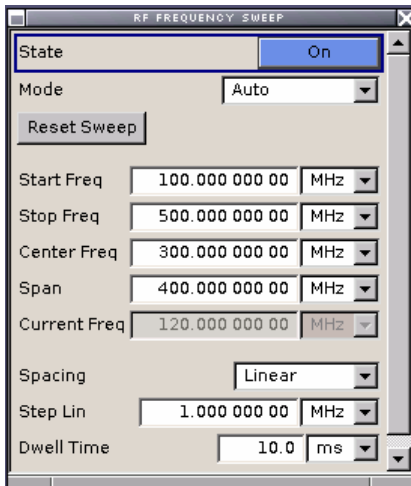 RF FREQUENCY SWEEP
State On
Mode Auto
Reset Sweep
Start Freq 100.000 000 00 MHz
Stop Freq 500.000 000 00 MHz
Center Freq 300.000 000 00 MHz
Span 400.000 000 00 MHz
Current Freq 120.000 000 00 MHz
Spacing Linear
Step Lin 1.000 000 00 MHz
Dwell Time 10.0 ms